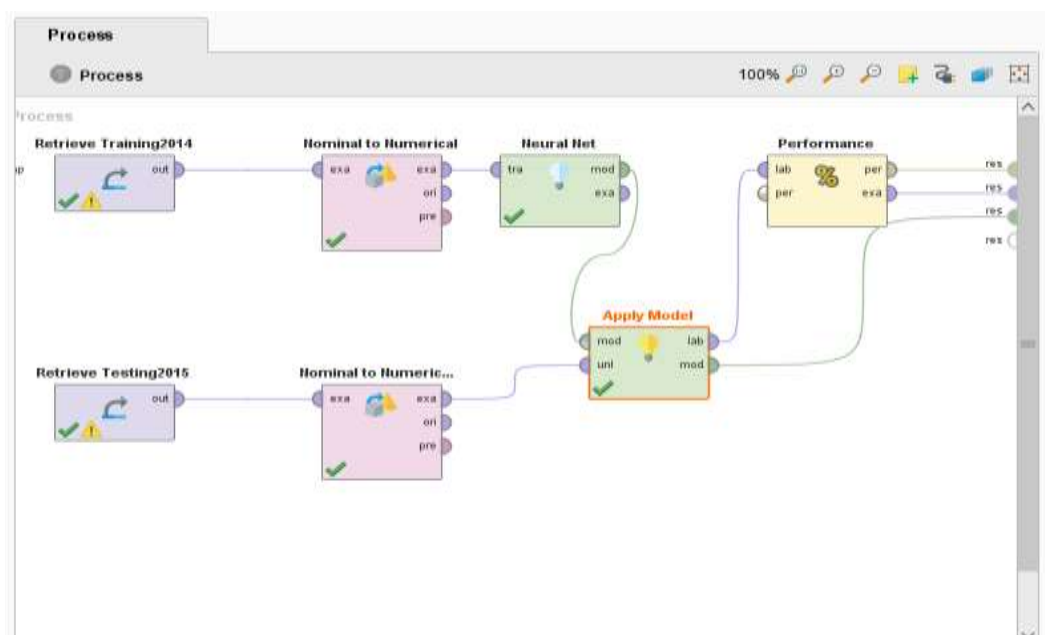 Process
Process
100%
Process
Retrieve Training2014
Nominal to Numerical
Neural Net
Performance
out
exa
exa
ori
pre
tra
mod
exa
lab
per
per
exa
res
res
res
res
Apply Model
mod
lab
unl
mod
Retrieve Testing2015
Nominal to Numeric...
out
exa
exa
ori
pre